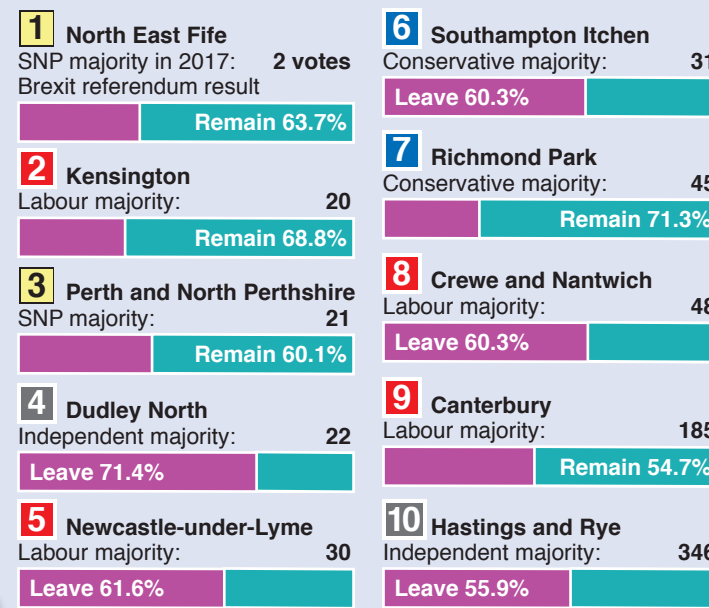 1 North East Fife
SNP majority in 2017: 2 votes
Brexit referendum result
Remain 63.7%
2 Kensington
Labour majority: 20
Remain 68.8%
3 Perth and North Perthshire
SNP majority: 21
Remain 60.1%
4 Dudley North
Independent majority: 22
Leave 71.4%
5 Newcastle-under-Lyme
Labour majority: 30
Leave 61.6%
6 Southampton Itchen
Conservative majority: 31
Leave 60.3%
7 Richmond Park
Conservative majority: 45
Remain 71.3%
8 Crewe and Nantwich
Labour majority: 48
Leave 60.3%
9 Canterbury
Labour majority: 185
Remain 54.7%
10 Hastings and Rye
Independent majority: 346
Leave 55.9%